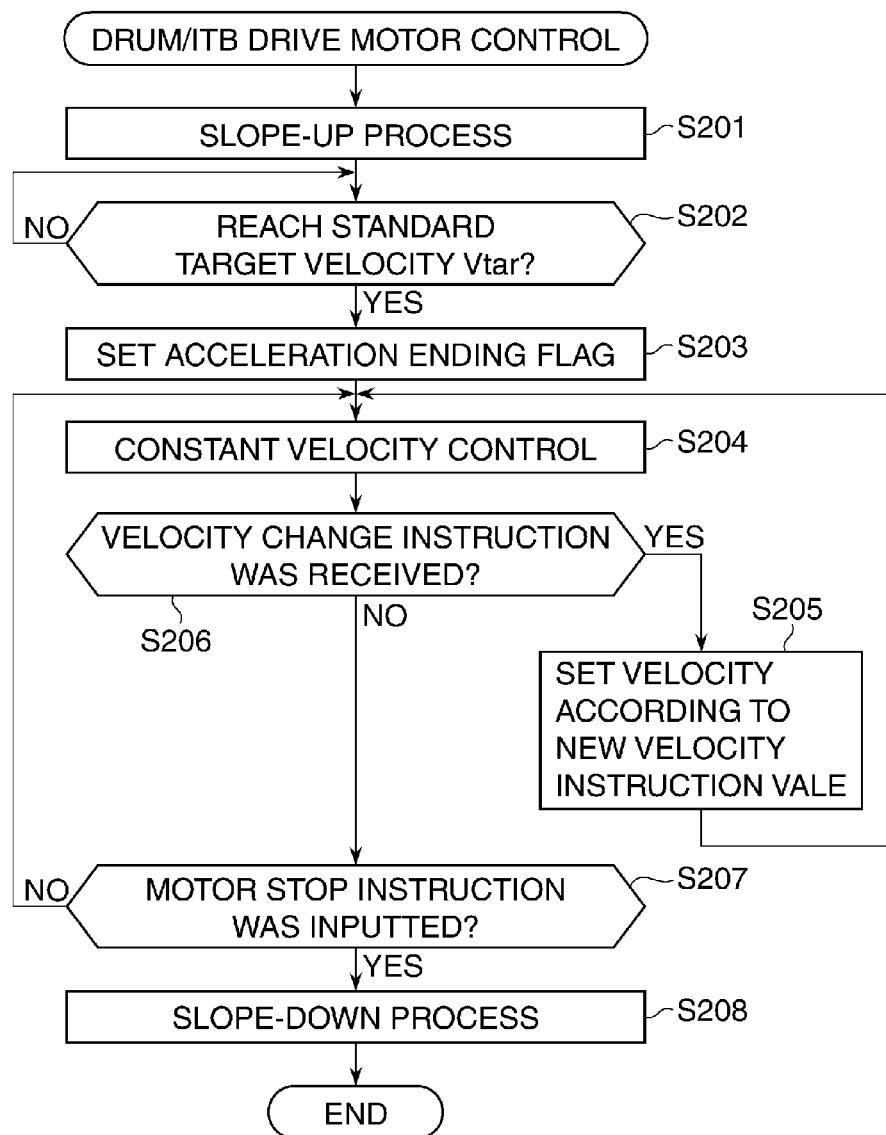 DRUM/ITB DRIVE MOTOR CONTROL
SLOPE-UP PROCESS
S201
REACH STANDARD
TARGET VELOCITY Vtar?
S202
NO
YES
SET ACCELERATION ENDING FLAG
S203
CONSTANT VELOCITY CONTROL
S204
VELOCITY CHANGE INSTRUCTION
WAS RECEIVED?
YES
S206
NO
S205
SET VELOCITY
ACCORDING TO
NEW VELOCITY
INSTRUCTION VALE
MOTOR STOP INSTRUCTION
WAS INPUTTED?
S207
NO
YES
SLOPE-DOWN PROCESS
S208
END